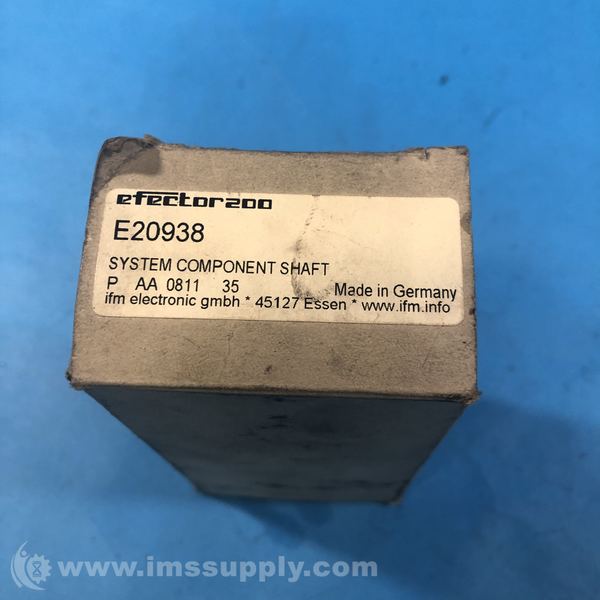 efector200
E20938
SYSTEM COMPONENT SHAFT
P AA 0811 35 Made in Germany
ifm electronic gmbh * 45127 Essen * www.ifm.info
www.imssupply.com